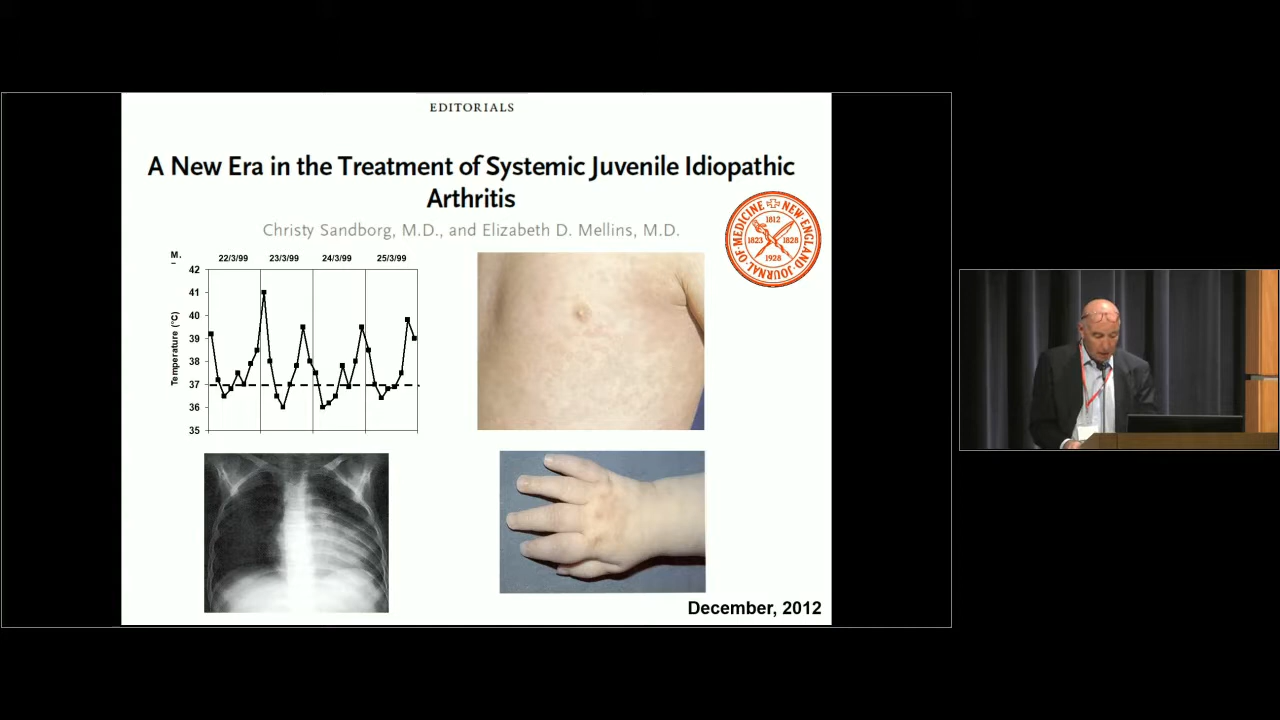 EDITORIALS
A New Era in the Treatment of Systemic Juvenile Idiopathic
Arthritis
Christy Sandborg, M.D., and Elizabeth D. Mellins, M.D.
NEW ENGLAND JOURNAL OF MEDICINE
1812
1823
1828
1928
M.
22/3/99
23/3/99
24/3/99
25/3/99
Temperature (°C)
42
41
40
39
38
37
36
35
December, 2012